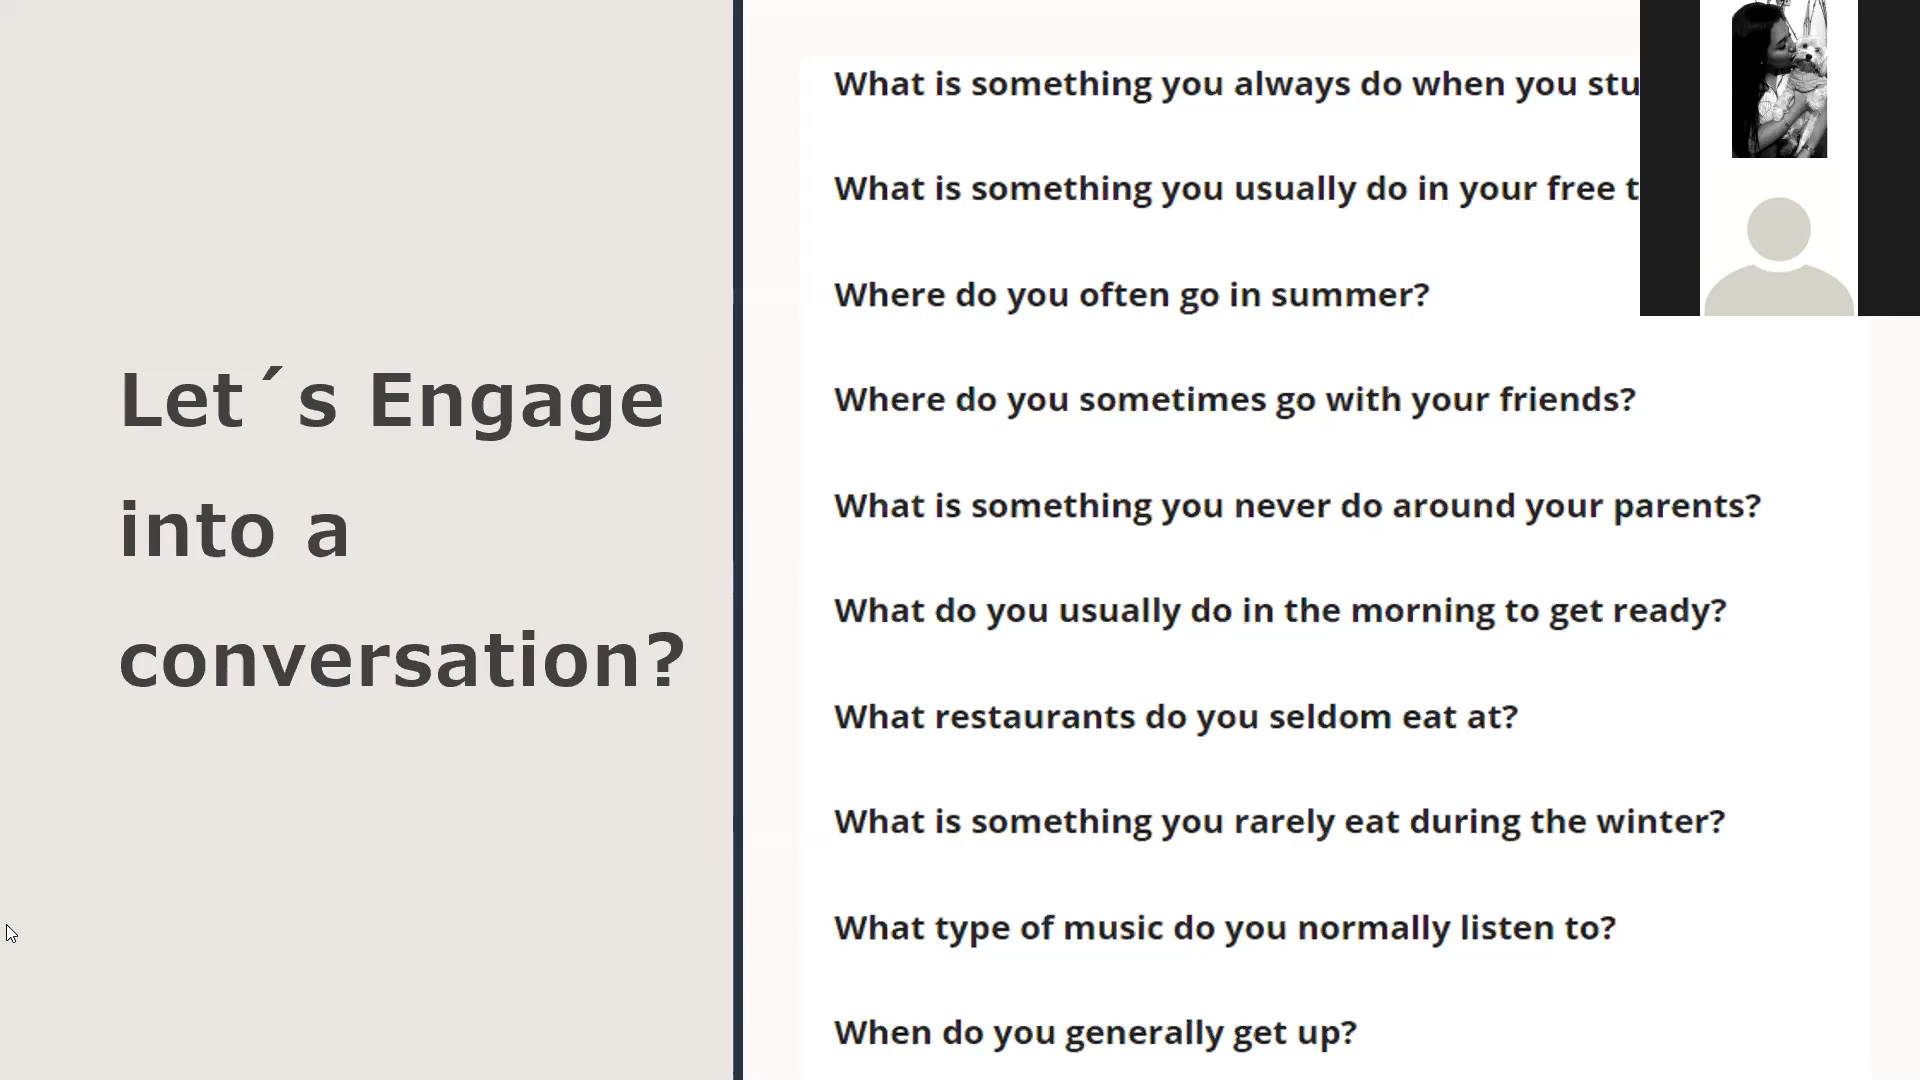 Let´s Engage
into a
conversation?
What is something you always do when you
What is something you usually do in your free
Where do you often go in summer?
Where do you sometimes go with your friends?
What is something you never do around your parents?
What do you usually do in the morning to get ready?
What restaurants do you seldom eat at?
What is something you rarely eat during the winter?
What type of music do you normally listen to?
When do you generally get up?